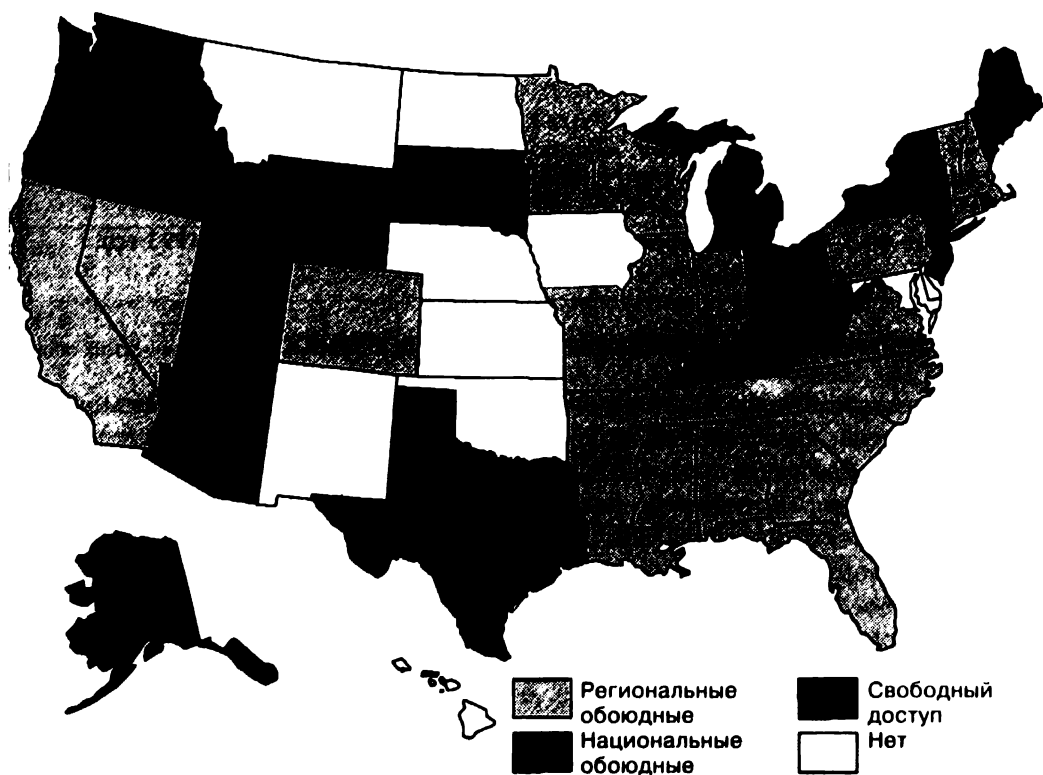 Региональные
обоюдные
Национальные
обоюдные
Свободный
доступ
Нет